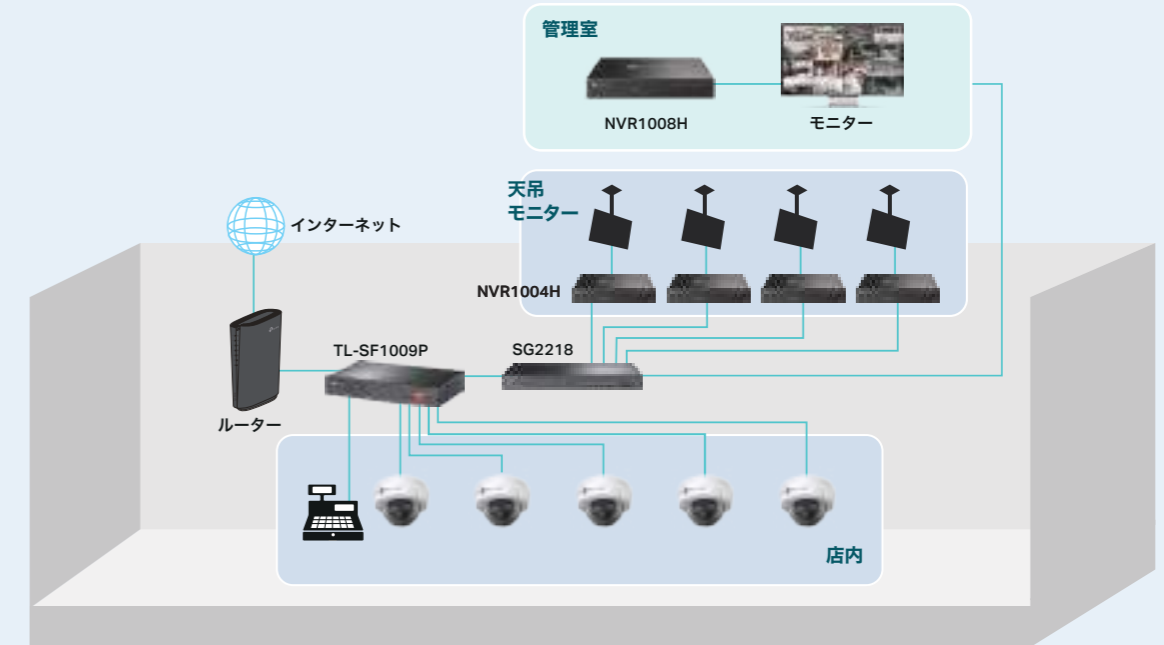 管理室
NVR1008H
モニター
天吊
モニター
インターネット
NVR1004H
TL-SF1009P
SG2218
ルーター
店内